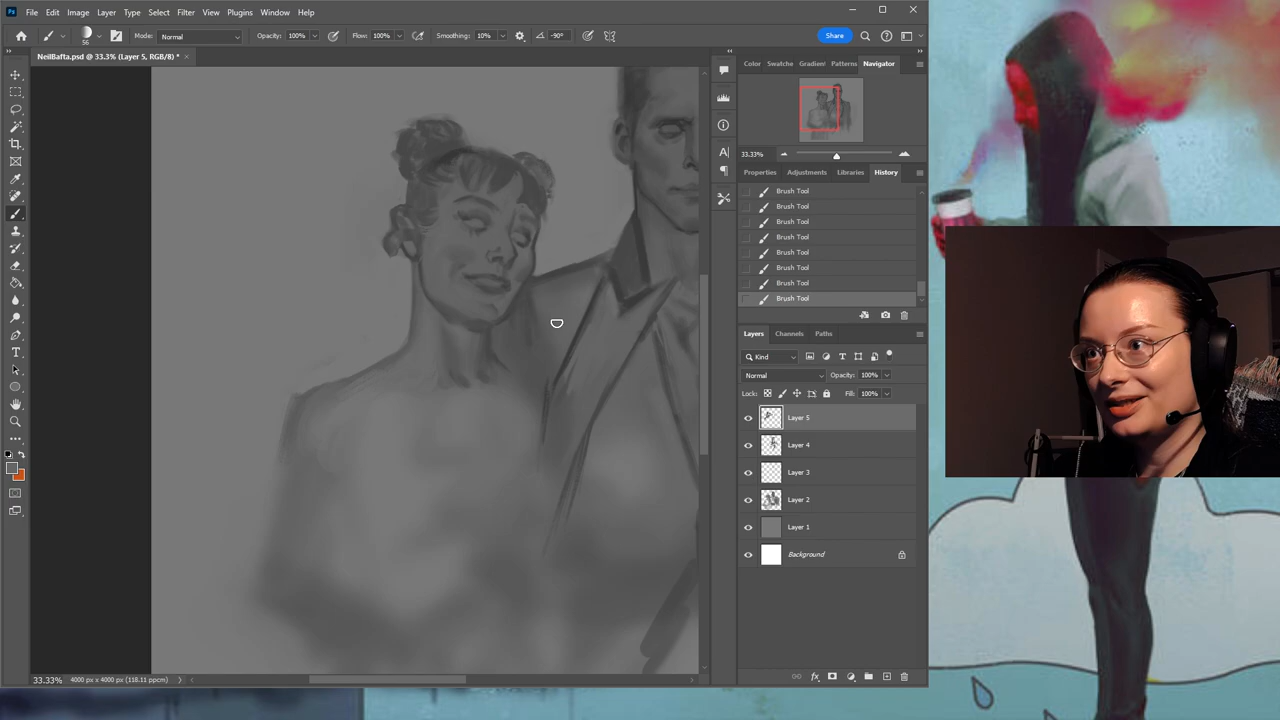 File Edit Image Layer Type Select Filter View Plugins Window Help
56 Mode: Normal Opacity: 100% Flow: 100% Smoothing: 10% -90° Share
NeilBafta.psd @ 33.3% (Layer 5, RGB/8) *
Color Swatche Gradien Patterns Navigator
33.33%
Properties Adjustments Libraries History
Brush Tool
Brush Tool
Brush Tool
Brush Tool
Brush Tool
Brush Tool
Brush Tool
Brush Tool
Layers Channels Paths
Kind
Normal Opacity: 100%
Lock: Fill: 100%
Layer 5
Layer 4
Layer 3
Layer 2
Layer 1
Background
33.33% 4000 px x 4000 px (118.11 ppcm)